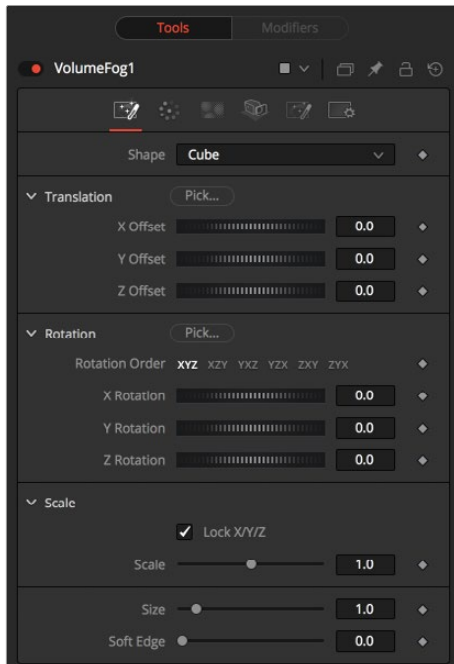 Tools Modifiers
VolumeFog1
Shape Cube
Translation Pick...
X Offset 0.0
Y Offset 0.0
Z Offset 0.0
Rotation Pick...
Rotation Order XYZ XZY YXZ YZX ZXY ZYX
X Rotation 0.0
Y Rotation 0.0
Z Rotation 0.0
Scale
Lock X/Y/Z
Scale 1.0
Size 1.0
Soft Edge 0.0